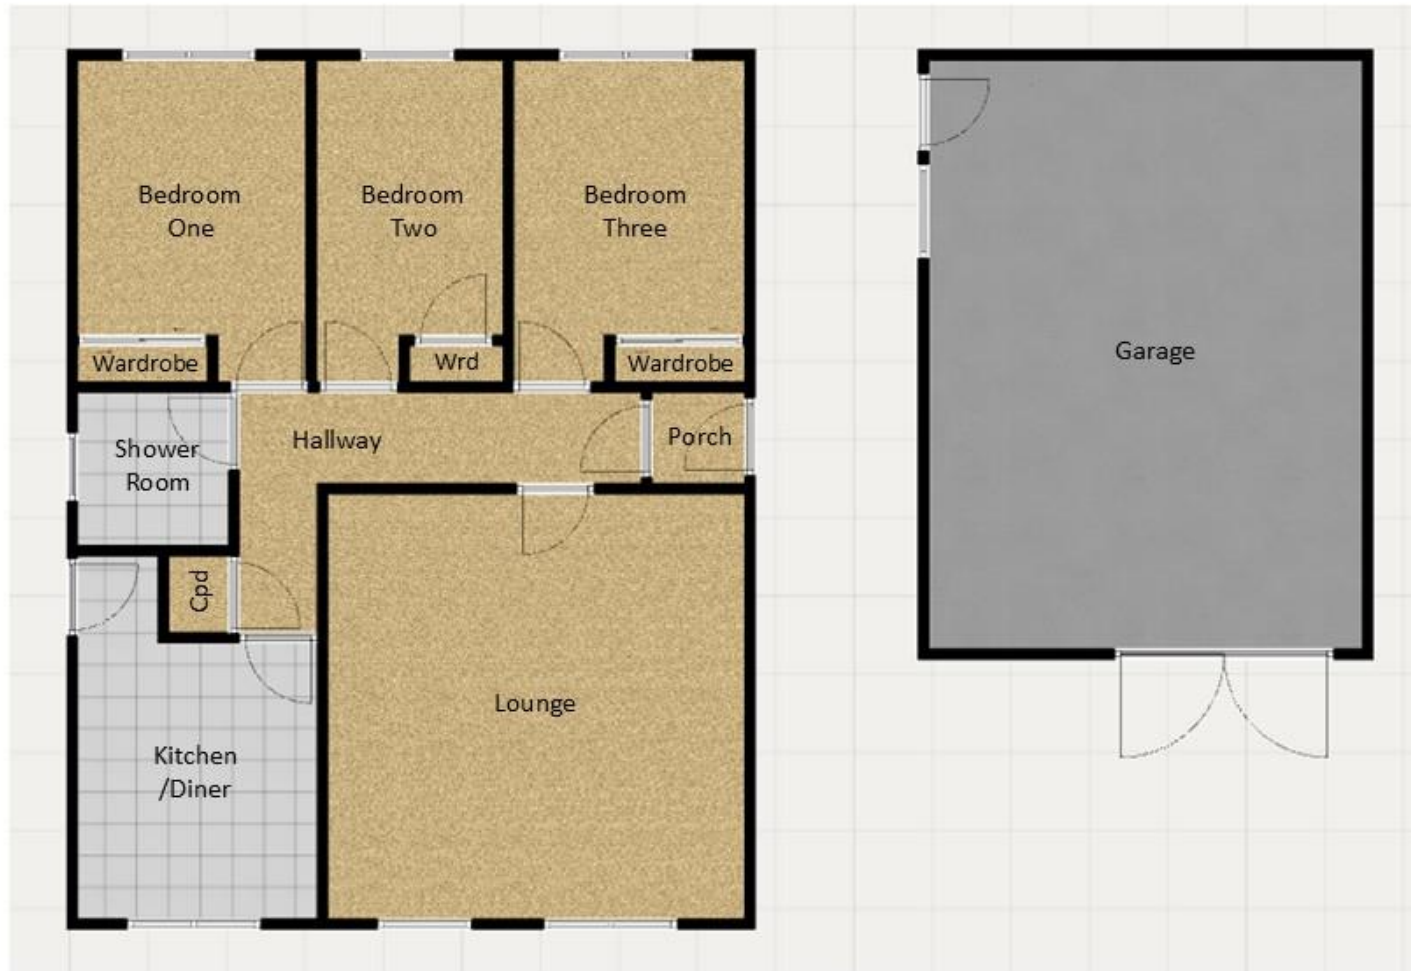 Bedroom
One
Bedroom
Two
Bedroom
Three
Wardrobe
Wrd
Wardrobe
Garage
Shower
Room
Hallway
Porch
Cpd
Lounge
Kitchen
/Diner